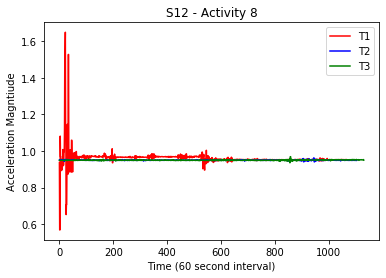 S12 - Activity 8
T1
T2
T3
Acceleration Magntiude
1.6
1.4
1.2
1.0
0.8
0.6
0 200 400 600 800 1000
Time (60 second interval)